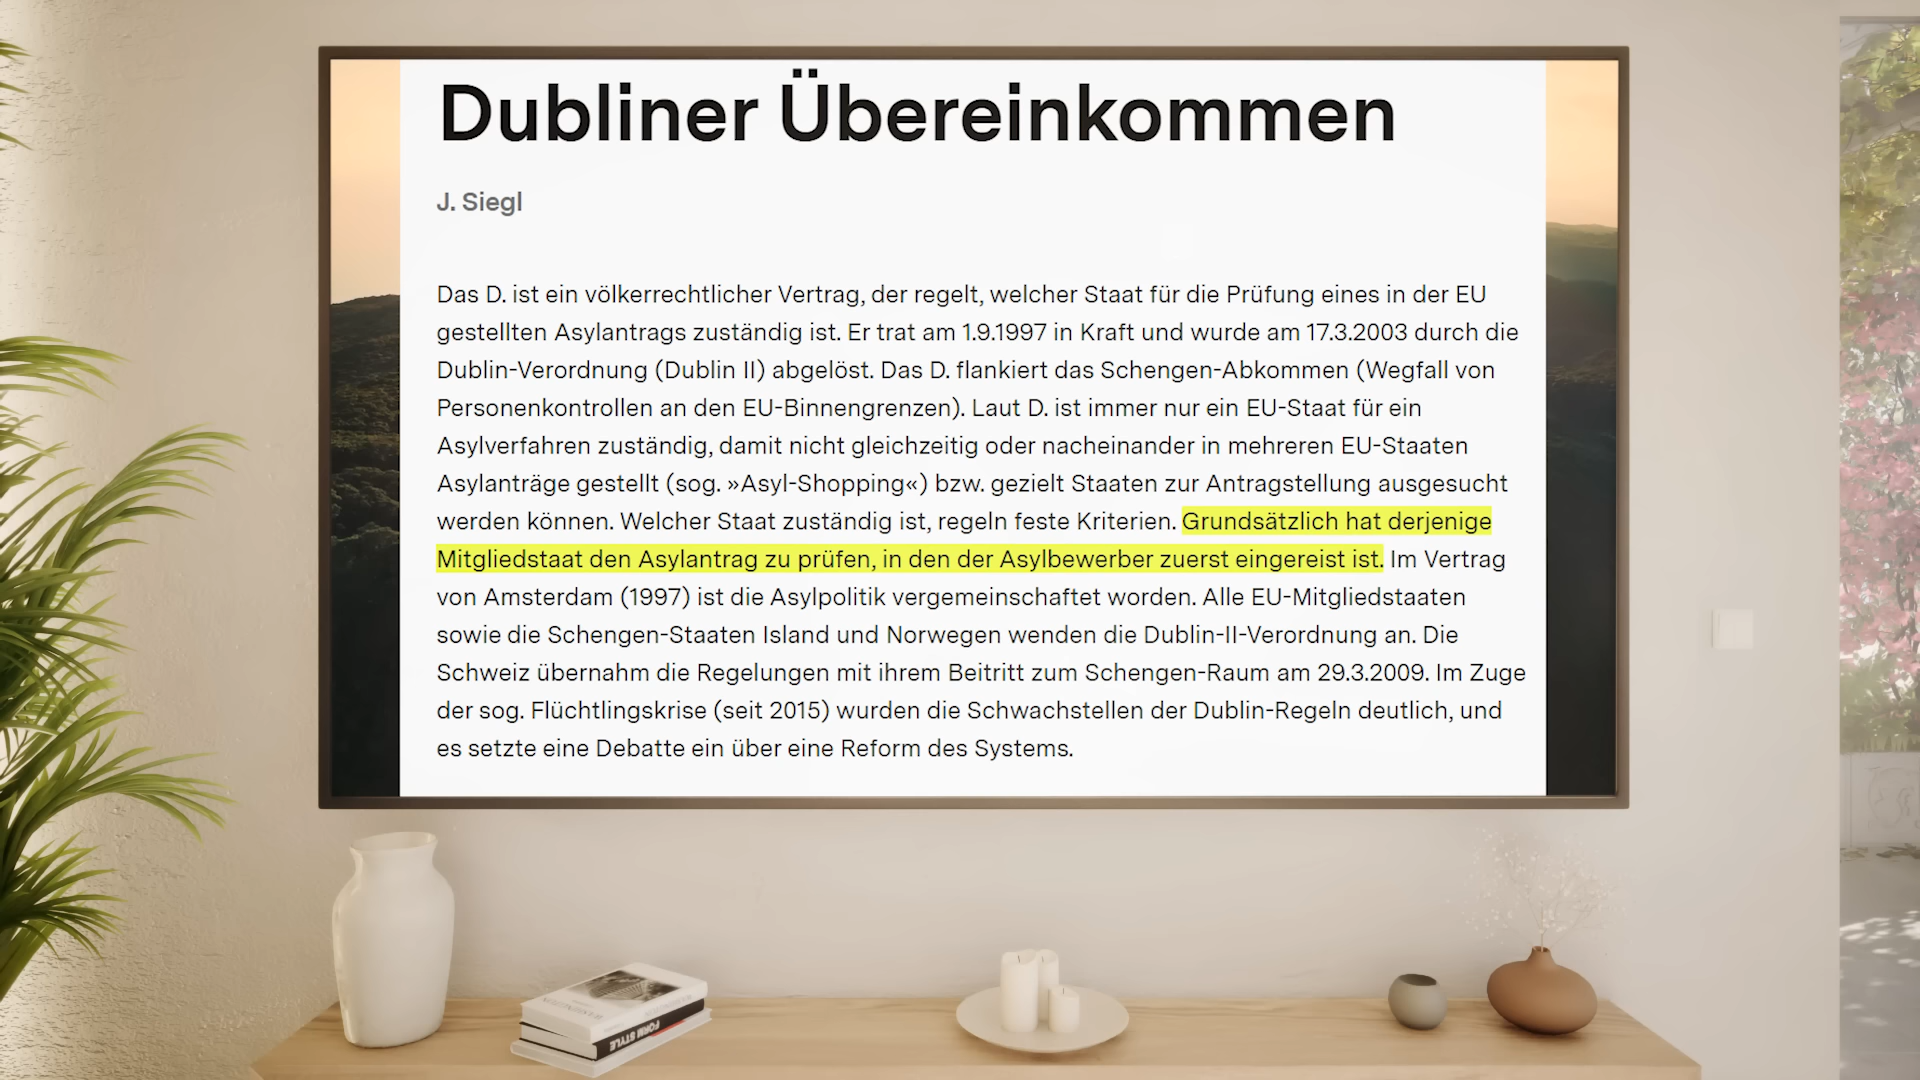 Dubliner Übereinkommen
J. Siegl
Das D. ist ein völkerrechtlicher Vertrag, der regelt, welcher Staat für die Prüfung eines in der EU
gestellten Asylantrags zuständig ist. Er trat am 1.9.1997 in Kraft und wurde am 17.3.2003 durch die
Dublin-Verordnung (Dublin II) abgelöst. Das D. flankiert das Schengen-Abkommen (Wegfall von
Personenkontrollen an den EU-Binnengrenzen). Laut D. ist immer nur ein EU-Staat für ein
Asylverfahren zuständig, damit nicht gleichzeitig oder nacheinander in mehreren EU-Staaten
Asylanträge gestellt (sog. »Asyl-Shopping«) bzw. gezielt Staaten zur Antragstellung ausgesucht
werden können. Welcher Staat zuständig ist, regeln feste Kriterien. Grundsätzlich hat derjenige
Mitgliedstaat den Asylantrag zu prüfen, in den der Asylbewerber zuerst eingereist ist. Im Vertrag
von Amsterdam (1997) ist die Asylpolitik vergemeinschaftet worden. Alle EU-Mitgliedstaaten
sowie die Schengen-Staaten Island und Norwegen wenden die Dublin-II-Verordnung an. Die
Schweiz übernahm die Regelungen mit ihrem Beitritt zum Schengen-Raum am 29.3.2009. Im Zuge
der sog. Flüchtlingskrise (seit 2015) wurden die Schwachstellen der Dublin-Regeln deutlich, und
es setzte eine Debatte ein über eine Reform des Systems.
FORM STYLE